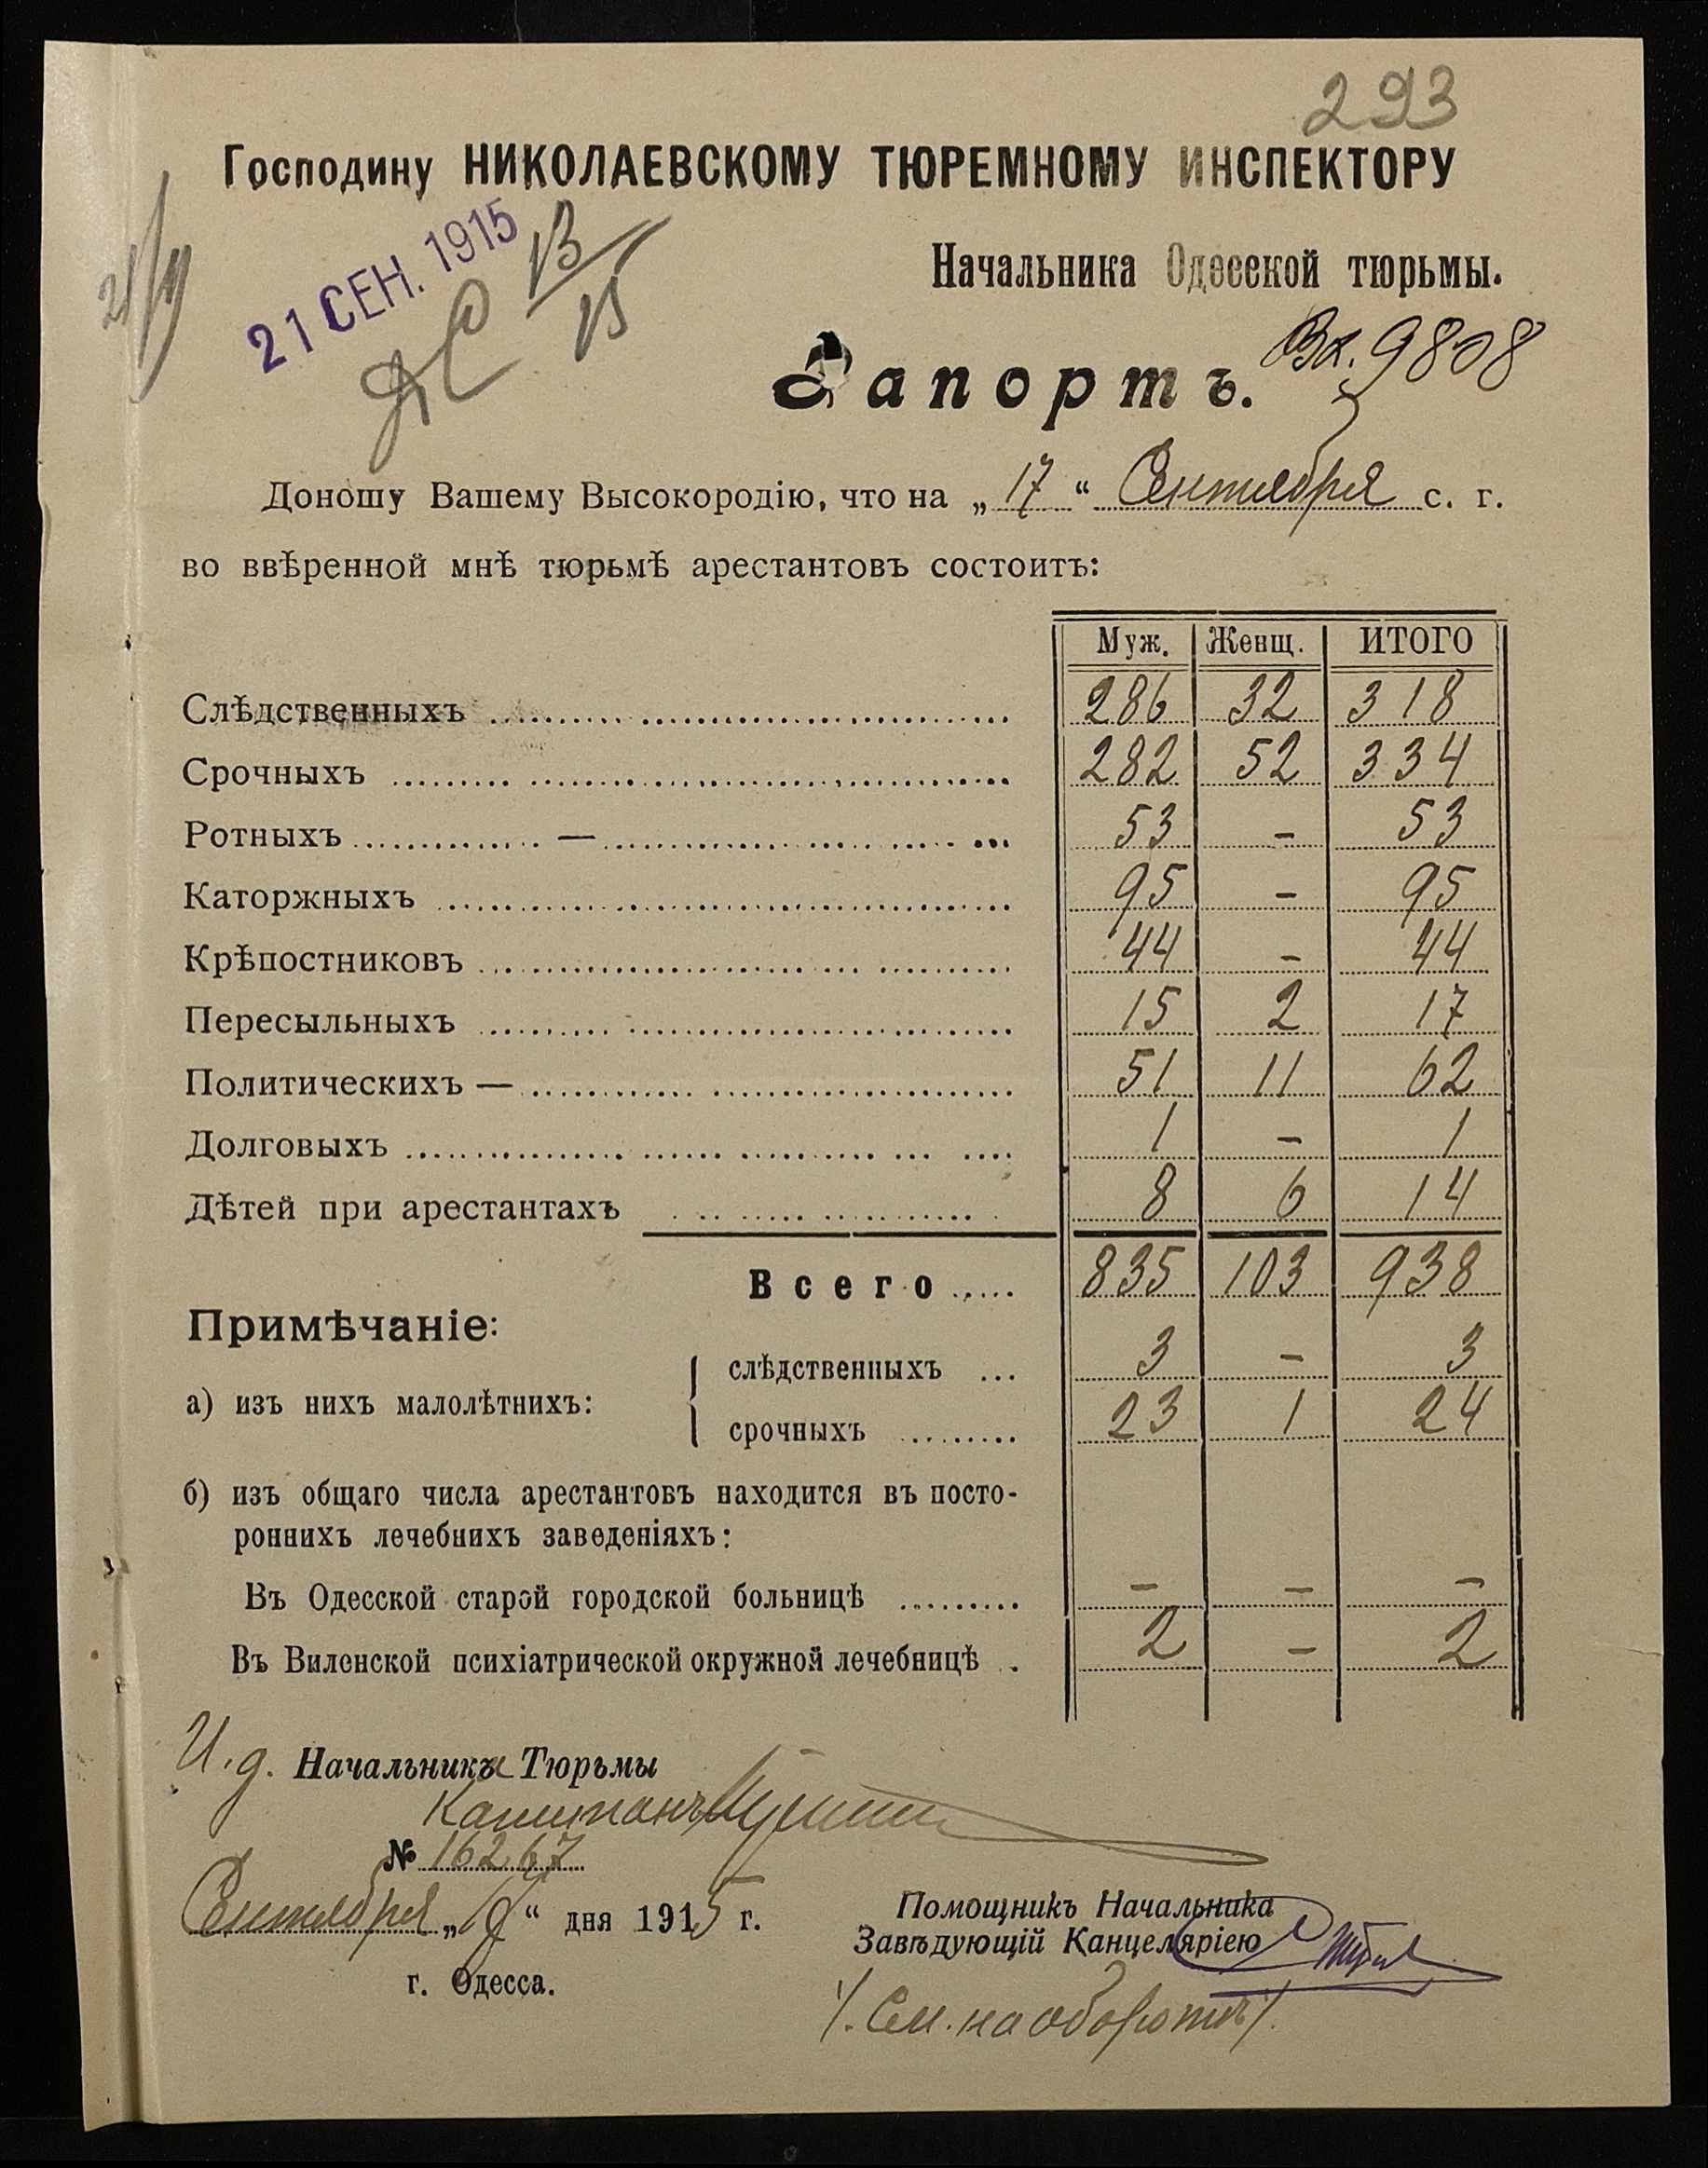 293
Господину НИКОЛАЕВСКОМУ ТЮРЕМНОМУ ИНСПЕКТОРУ
21 СЕН. 1915
Начальника Одесской тюрьмы.
Вх. 9808
Рапортъ.
Доношу Вашему Высокородію, что на „17“ Сентября с. г.
во ввѣренной мнѣ тюрьмѣ арестантовъ состоитъ:
Муж. Женщ. ИТОГО
Слѣдственныхъ 286 32 318
Срочныхъ 282 52 334
Ротныхъ — 53 - 53
Каторжныхъ 95 - 95
Крѣпостниковъ 44 - 44
Пересыльныхъ 15 2 17
Политическихъ — 51 11 62
Долговыхъ 1 - 1
Дѣтей при арестантахъ 8 6 14
Всего 835 103 938
Примѣчаніе:
а) изъ нихъ малолѣтнихъ:
слѣдственныхъ 3 - 3
срочныхъ 23 1 24
б) изъ общаго числа арестантовъ находится въ посто-
роннихъ лечебнихъ заведеніяхъ:
Въ Одесской старой городской больницѣ - - -
Въ Виленской психіатрической окружной лечебницѣ 2 - 2
И. д. Начальника Тюрьмы
Капитанъ
№ 16267
Сентября „19“ дня 1915 г.
г. Одесса.
Помощникъ Начальника
Завѣдующій Канцеляріею
/. См. на оборотѣ /.